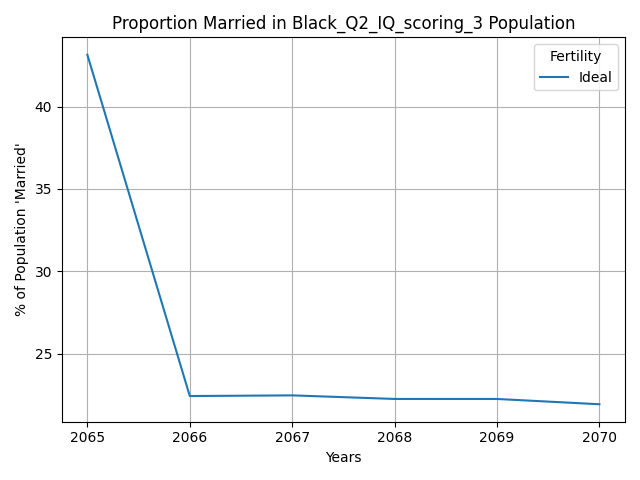 Proportion Married in Black_Q2_IQ_scoring_3 Population
Fertility
Ideal
% of Population 'Married'
40
35
30
25
2065 2066 2067 2068 2069 2070
Years